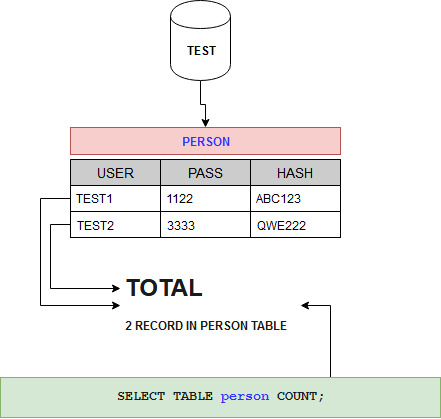 TEST
PERSON
USER PASS HASH
TEST1 1122 ABC123
TEST2 3333 QWE222
TOTAL
2 RECORD IN PERSON TABLE
SELECT TABLE person COUNT;